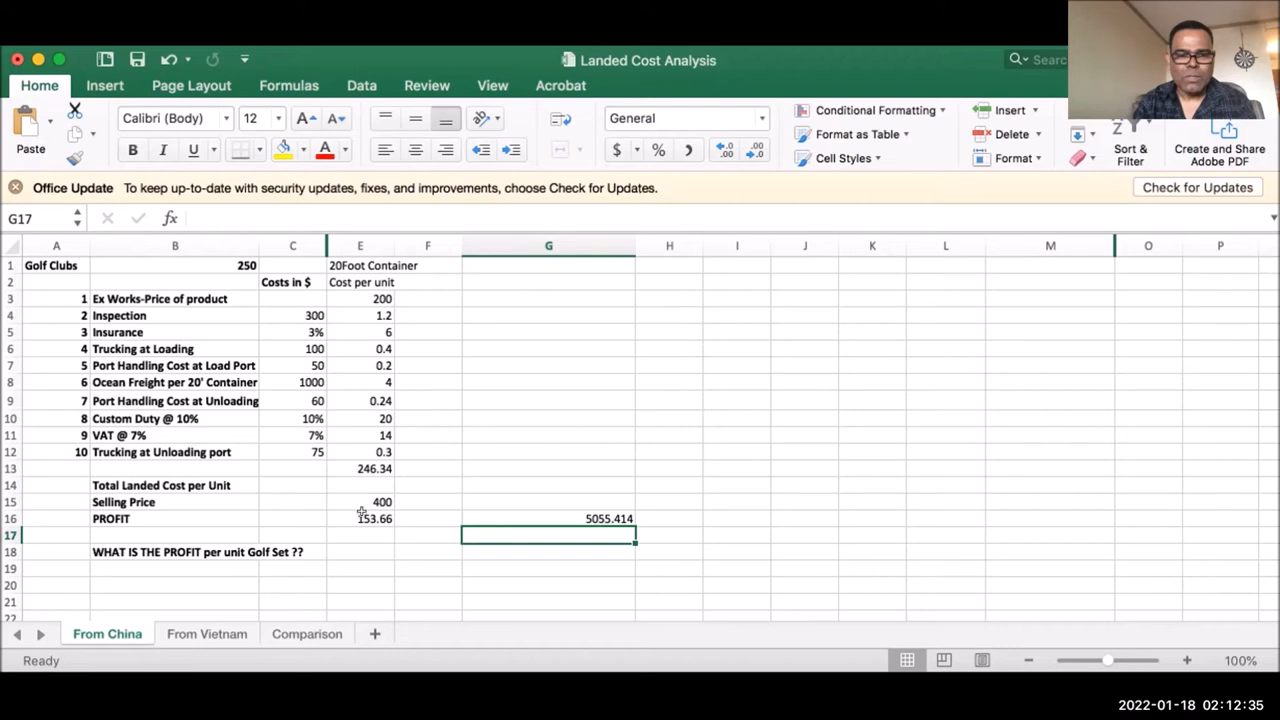 Landed Cost Analysis
Searc
Home Insert Page Layout Formulas Data Review View Acrobat
Paste
Calibri (Body) 12 A A
General
Conditional Formatting
Format as Table
Cell Styles
Insert
Delete
Format
Sort & Filter
Create and Share Adobe PDF
B I U A
$ % )
Office Update To keep up-to-date with security updates, fixes, and improvements, choose Check for Updates. Check for Updates
G17 fx
A B C E F G H I J K L M O P
1 Golf Clubs 250 20Foot Container
2 Costs in $ Cost per unit
3 1 Ex Works-Price of product 200
4 2 Inspection 300 1.2
5 3 Insurance 3% 6
6 4 Trucking at Loading 100 0.4
7 5 Port Handling Cost at Load Port 50 0.2
8 6 Ocean Freight per 20' Container 1000 4
9 7 Port Handling Cost at Unloading 60 0.24
10 8 Custom Duty @ 10% 10% 20
11 9 VAT @ 7% 7% 14
12 10 Trucking at Unloading port 75 0.3
13 246.34
14 Total Landed Cost per Unit
15 Selling Price 400
16 PROFIT 153.66 5055.414
17
18 WHAT IS THE PROFIT per unit Golf Set ??
19
20
21
22
From China From Vietnam Comparison +
Ready 100%
2022-01-18 02:12:35